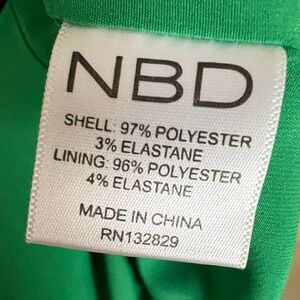 NBD
SHELL: 97% POLYESTER
3% ELASTANE
LINING: 96% POLYESTER
4% ELASTANE
MADE IN CHINA
RN132829